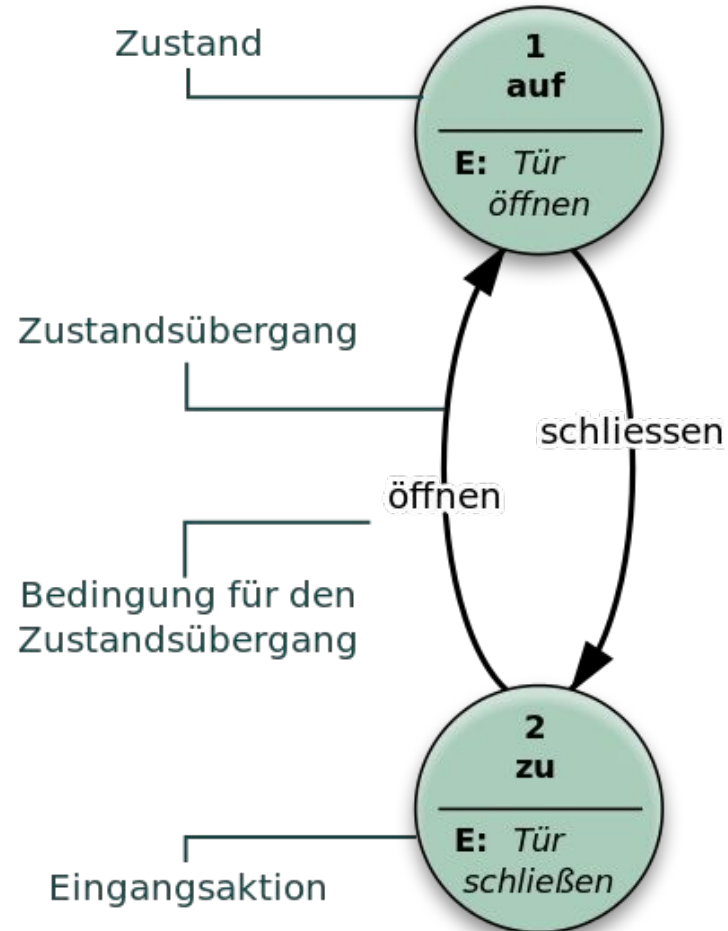 Zustand
1
auf
E: Tür
öffnen
Zustandsübergang
schliessen
öffnen
Bedingung für den
Zustandsübergang
2
zu
E: Tür
schließen
Eingangsaktion